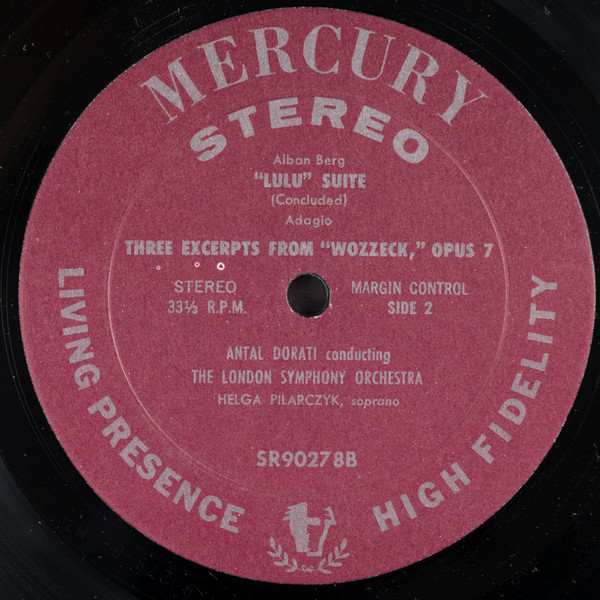 MERCURY
STEREO
Alban Berg
"LULU" SUITE
(Concluded)
Adagio
THREE EXCERPTS FROM "WOZZECK," OPUS 7
STEREO
33⅓ R.P.M.
MARGIN CONTROL
SIDE 2
ANTAL DORATI conducting
THE LONDON SYMPHONY ORCHESTRA
HELGA PILARCZYK, soprano
SR90278B
LIVING PRESENCE
HIGH FIDELITY